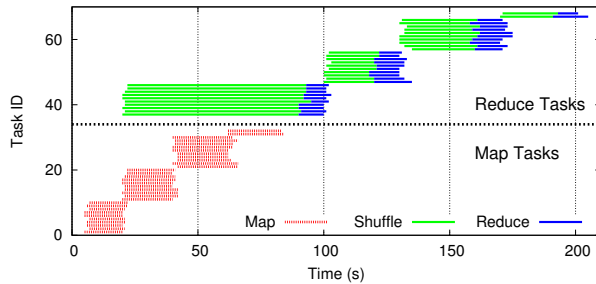 60
Task ID
40
Reduce Tasks
Map Tasks
20
Map Shuffle Reduce
0
0 50 100 150 200
Time (s)